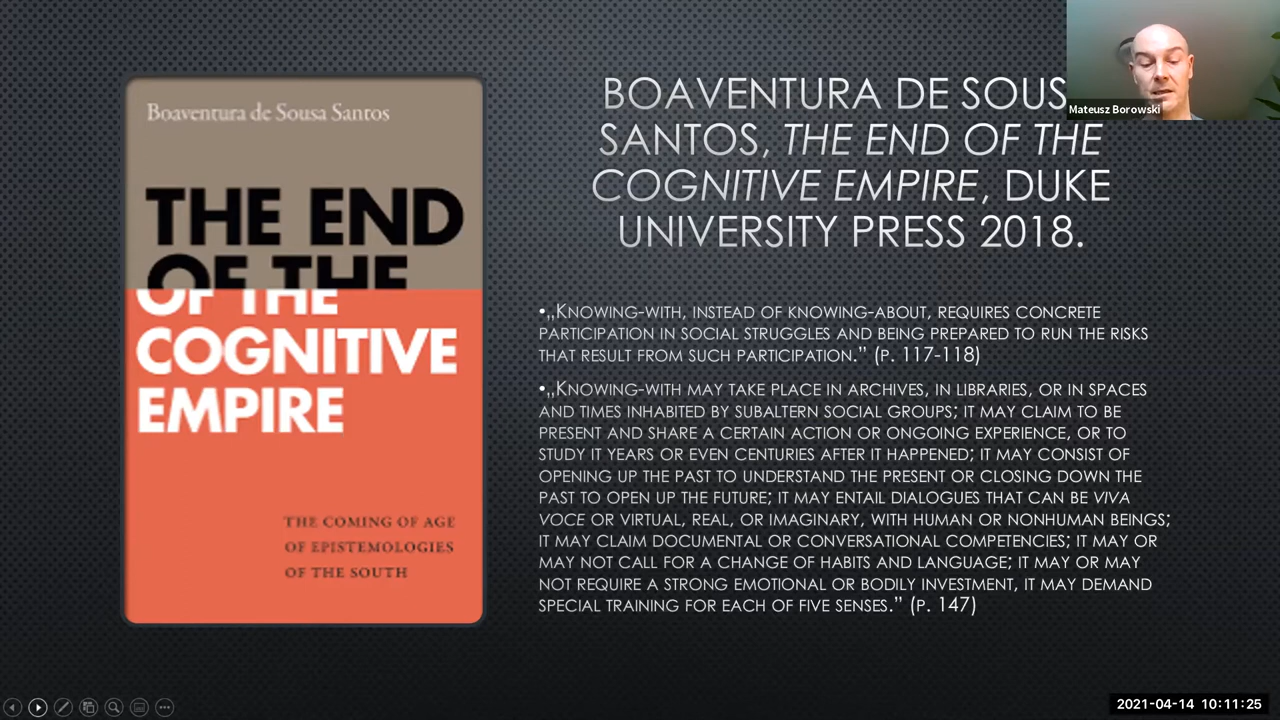 Boaventura de Sousa Santos
THE END
OF THE
OF THE
COGNITIVE
EMPIRE
THE COMING OF AGE
OF EPISTEMOLOGIES
OF THE SOUTH
BOAVENTURA DE SOUS
SANTOS, THE END OF THE
COGNITIVE EMPIRE, DUKE
UNIVERSITY PRESS 2018.
•„KNOWING-WITH, INSTEAD OF KNOWING-ABOUT, REQUIRES CONCRETE
PARTICIPATION IN SOCIAL STRUGGLES AND BEING PREPARED TO RUN THE RISKS
THAT RESULT FROM SUCH PARTICIPATION.” (P. 117-118)
•„KNOWING-WITH MAY TAKE PLACE IN ARCHIVES, IN LIBRARIES, OR IN SPACES
AND TIMES INHABITED BY SUBALTERN SOCIAL GROUPS; IT MAY CLAIM TO BE
PRESENT AND SHARE A CERTAIN ACTION OR ONGOING EXPERIENCE, OR TO
STUDY IT YEARS OR EVEN CENTURIES AFTER IT HAPPENED; IT MAY CONSIST OF
OPENING UP THE PAST TO UNDERSTAND THE PRESENT OR CLOSING DOWN THE
PAST TO OPEN UP THE FUTURE; IT MAY ENTAIL DIALOGUES THAT CAN BE VIVA
VOCE OR VIRTUAL, REAL, OR IMAGINARY, WITH HUMAN OR NONHUMAN BEINGS;
IT MAY CLAIM DOCUMENTAL OR CONVERSATIONAL COMPETENCIES; IT MAY OR
MAY NOT CALL FOR A CHANGE OF HABITS AND LANGUAGE; IT MAY OR MAY
NOT REQUIRE A STRONG EMOTIONAL OR BODILY INVESTMENT, IT MAY DEMAND
SPECIAL TRAINING FOR EACH OF FIVE SENSES.” (P. 147)
Mateusz Borowski
2021-04-14 10:11:25